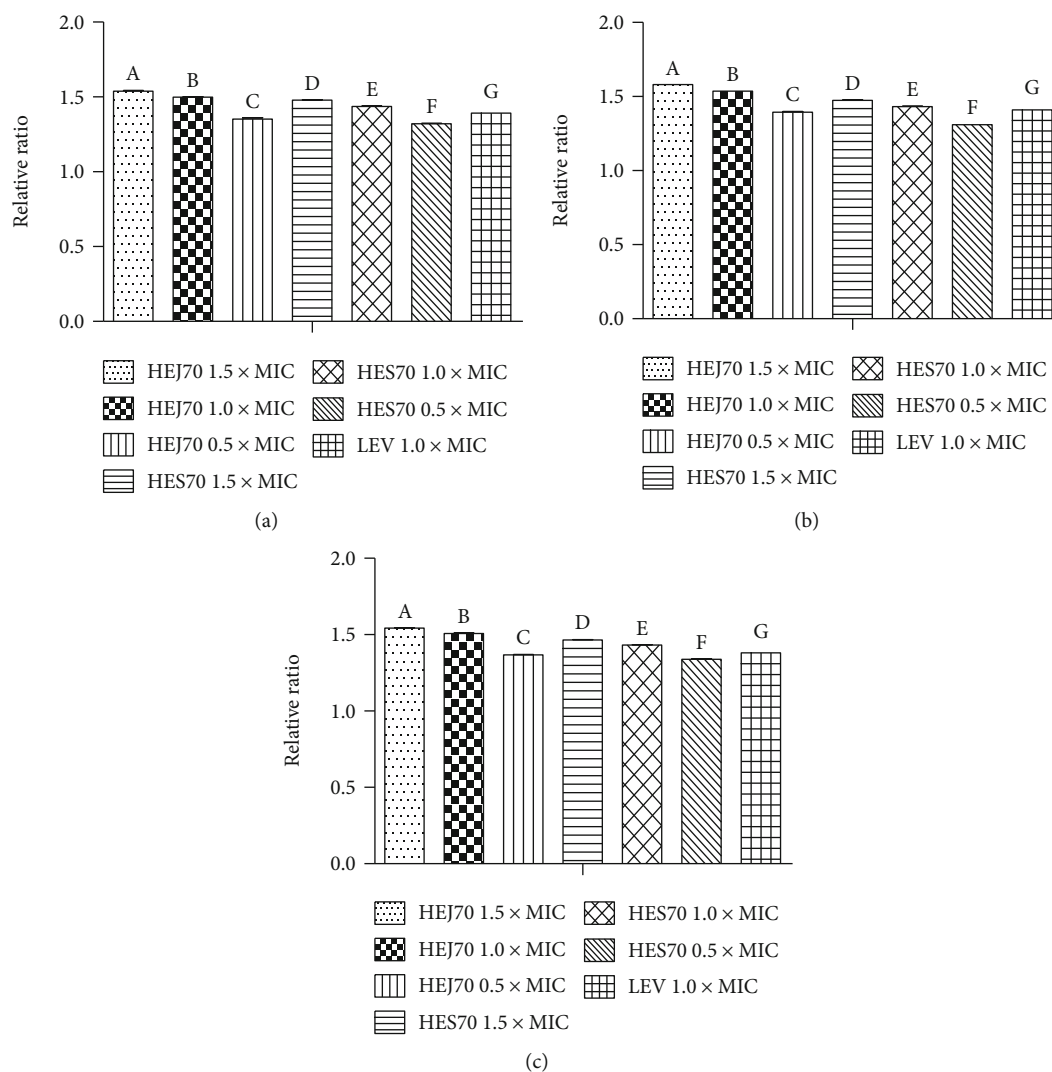 2.0
1.5
1.0
0.5
0.0
Relative ratio
A
B
C
D
E
F
G
HEJ70 1.5 × MIC
HEJ70 1.0 × MIC
HEJ70 0.5 × MIC
HES70 1.5 × MIC
HES70 1.0 × MIC
HES70 0.5 × MIC
LEV 1.0 × MIC
(a)
2.0
1.5
1.0
0.5
0.0
Relative ratio
A
B
C
D
E
F
G
HEJ70 1.5 × MIC
HEJ70 1.0 × MIC
HEJ70 0.5 × MIC
HES70 1.5 × MIC
HES70 1.0 × MIC
HES70 0.5 × MIC
LEV 1.0 × MIC
(b)
2.0
1.5
1.0
0.5
0.0
Relative ratio
A
B
C
D
E
F
G
HEJ70 1.5 × MIC
HEJ70 1.0 × MIC
HEJ70 0.5 × MIC
HES70 1.5 × MIC
HES70 1.0 × MIC
HES70 0.5 × MIC
LEV 1.0 × MIC
(c)